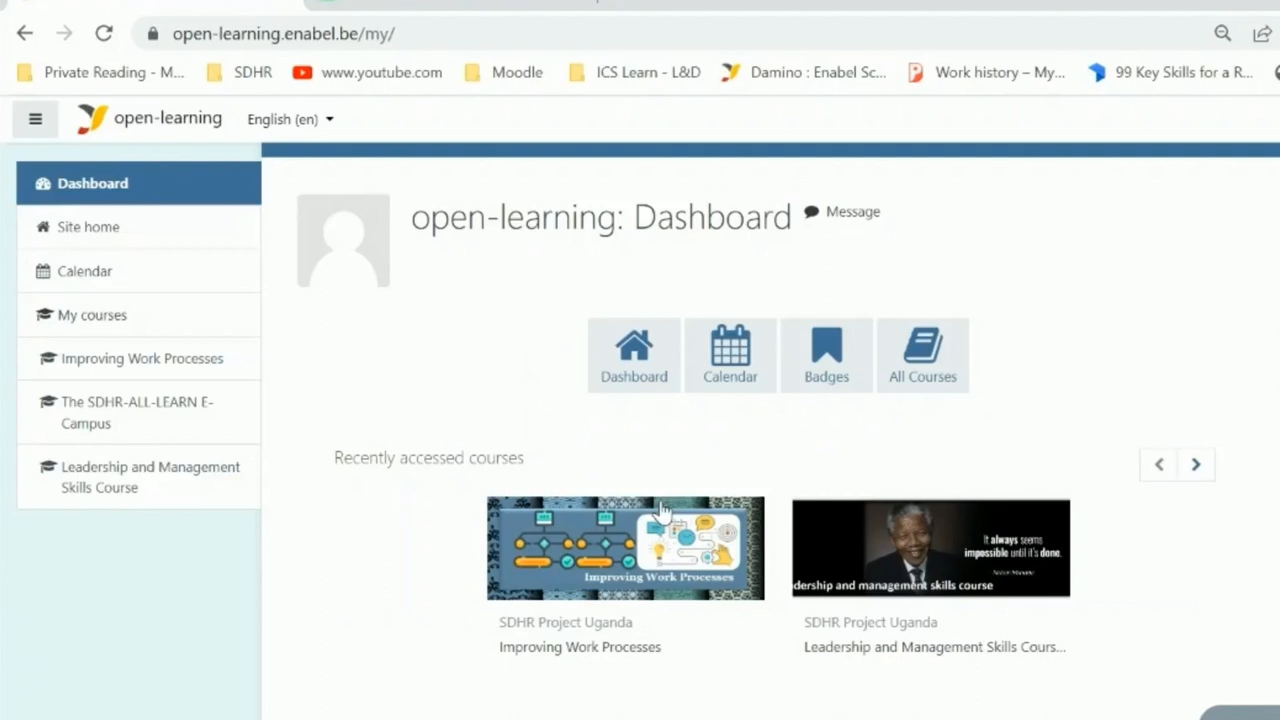 open-learning.enabel.be/my/
Private Reading - M...
SDHR
www.youtube.com
Moodle
ICS Learn - L&D
Damino : Enabel Sc...
Work history – My...
99 Key Skills for a R...
open-learning
English (en)
Dashboard
Site home
Calendar
My courses
Improving Work Processes
The SDHR-ALL-LEARN E-
Campus
Leadership and Management
Skills Course
open-learning: Dashboard
Message
Dashboard
Calendar
Badges
All Courses
Recently accessed courses
Improving Work Processes
It always seems
impossible until it's done.
dership and management skills course
SDHR Project Uganda
Improving Work Processes
SDHR Project Uganda
Leadership and Management Skills Cours...